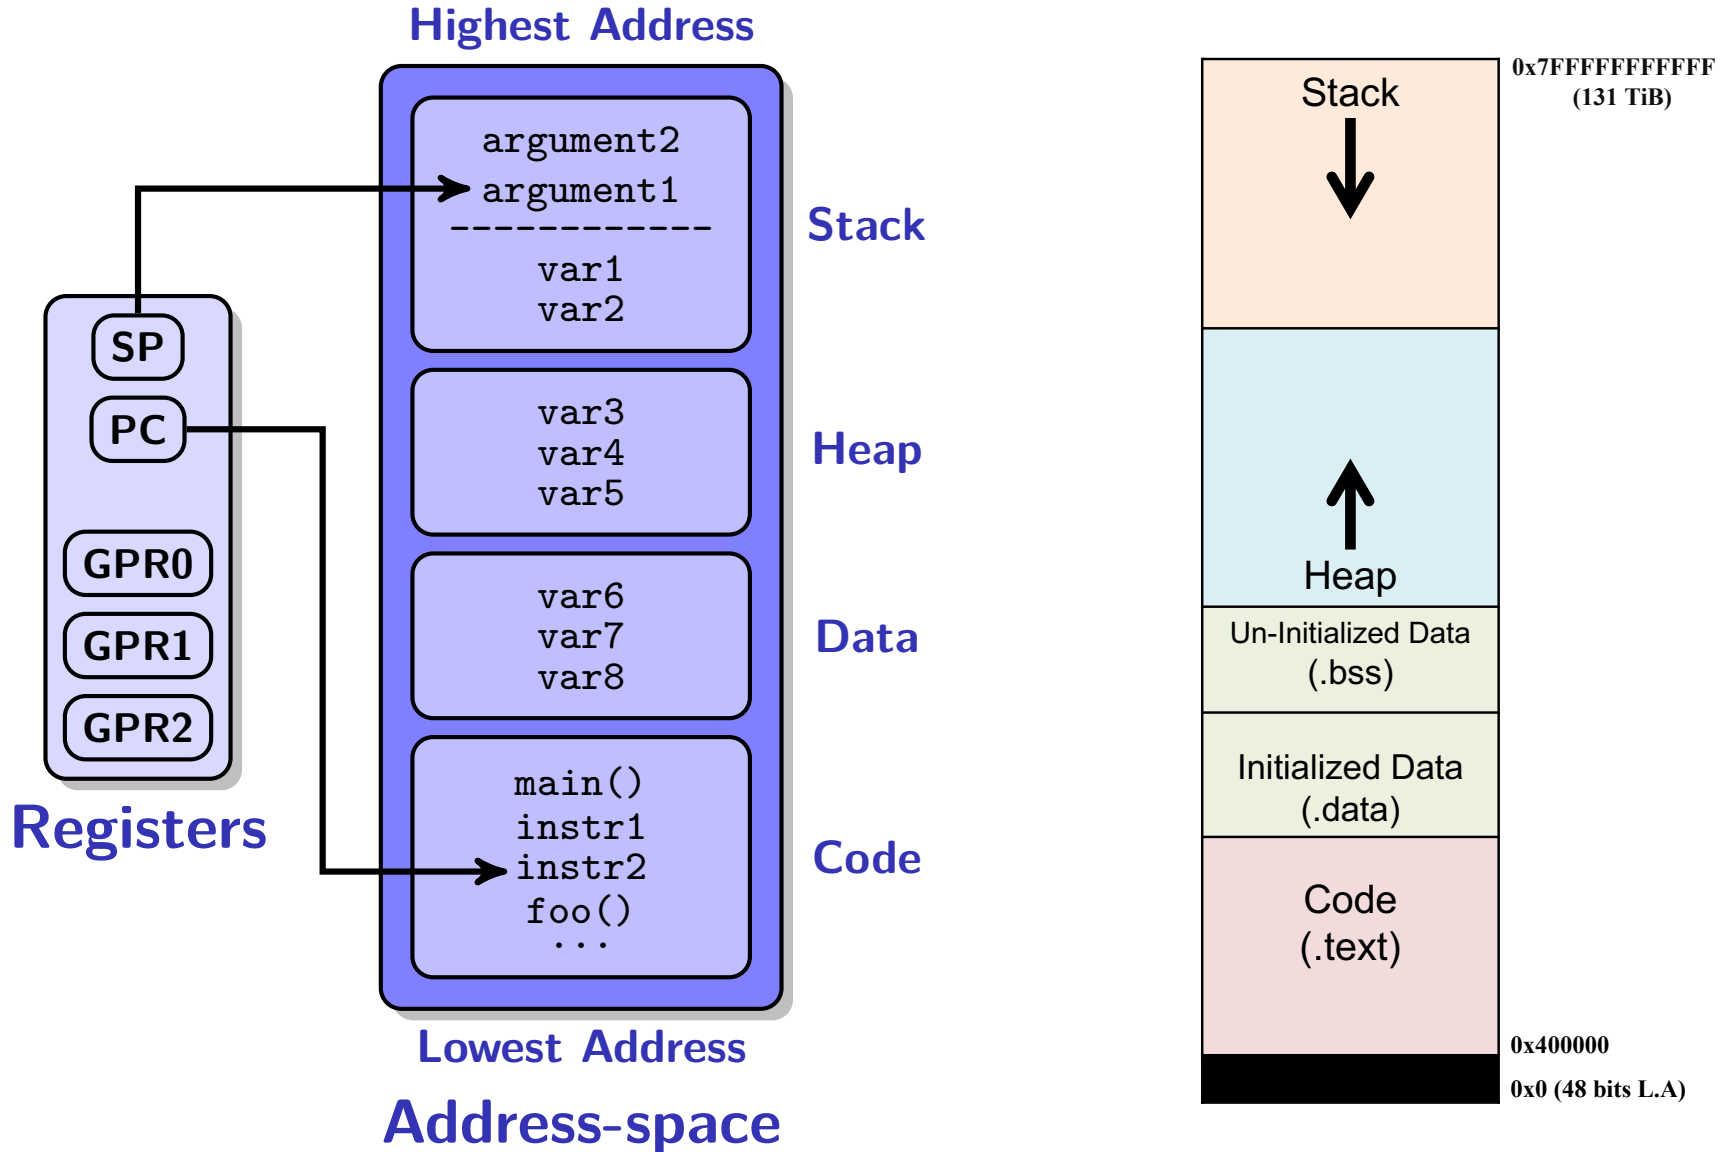 Highest Address
argument2
argument1
------------
var1
var2
Stack
SP
PC
GPR0
GPR1
GPR2
Registers
var3
var4
var5
Heap
var6
var7
var8
Data
main()
instr1
instr2
foo()
...
Code
Lowest Address
Address-space
Stack
0x7FFFFFFFFFFF
(131 TiB)
Heap
Un-Initialized Data
(.bss)
Initialized Data
(.data)
Code
(.text)
0x400000
0x0 (48 bits L.A)